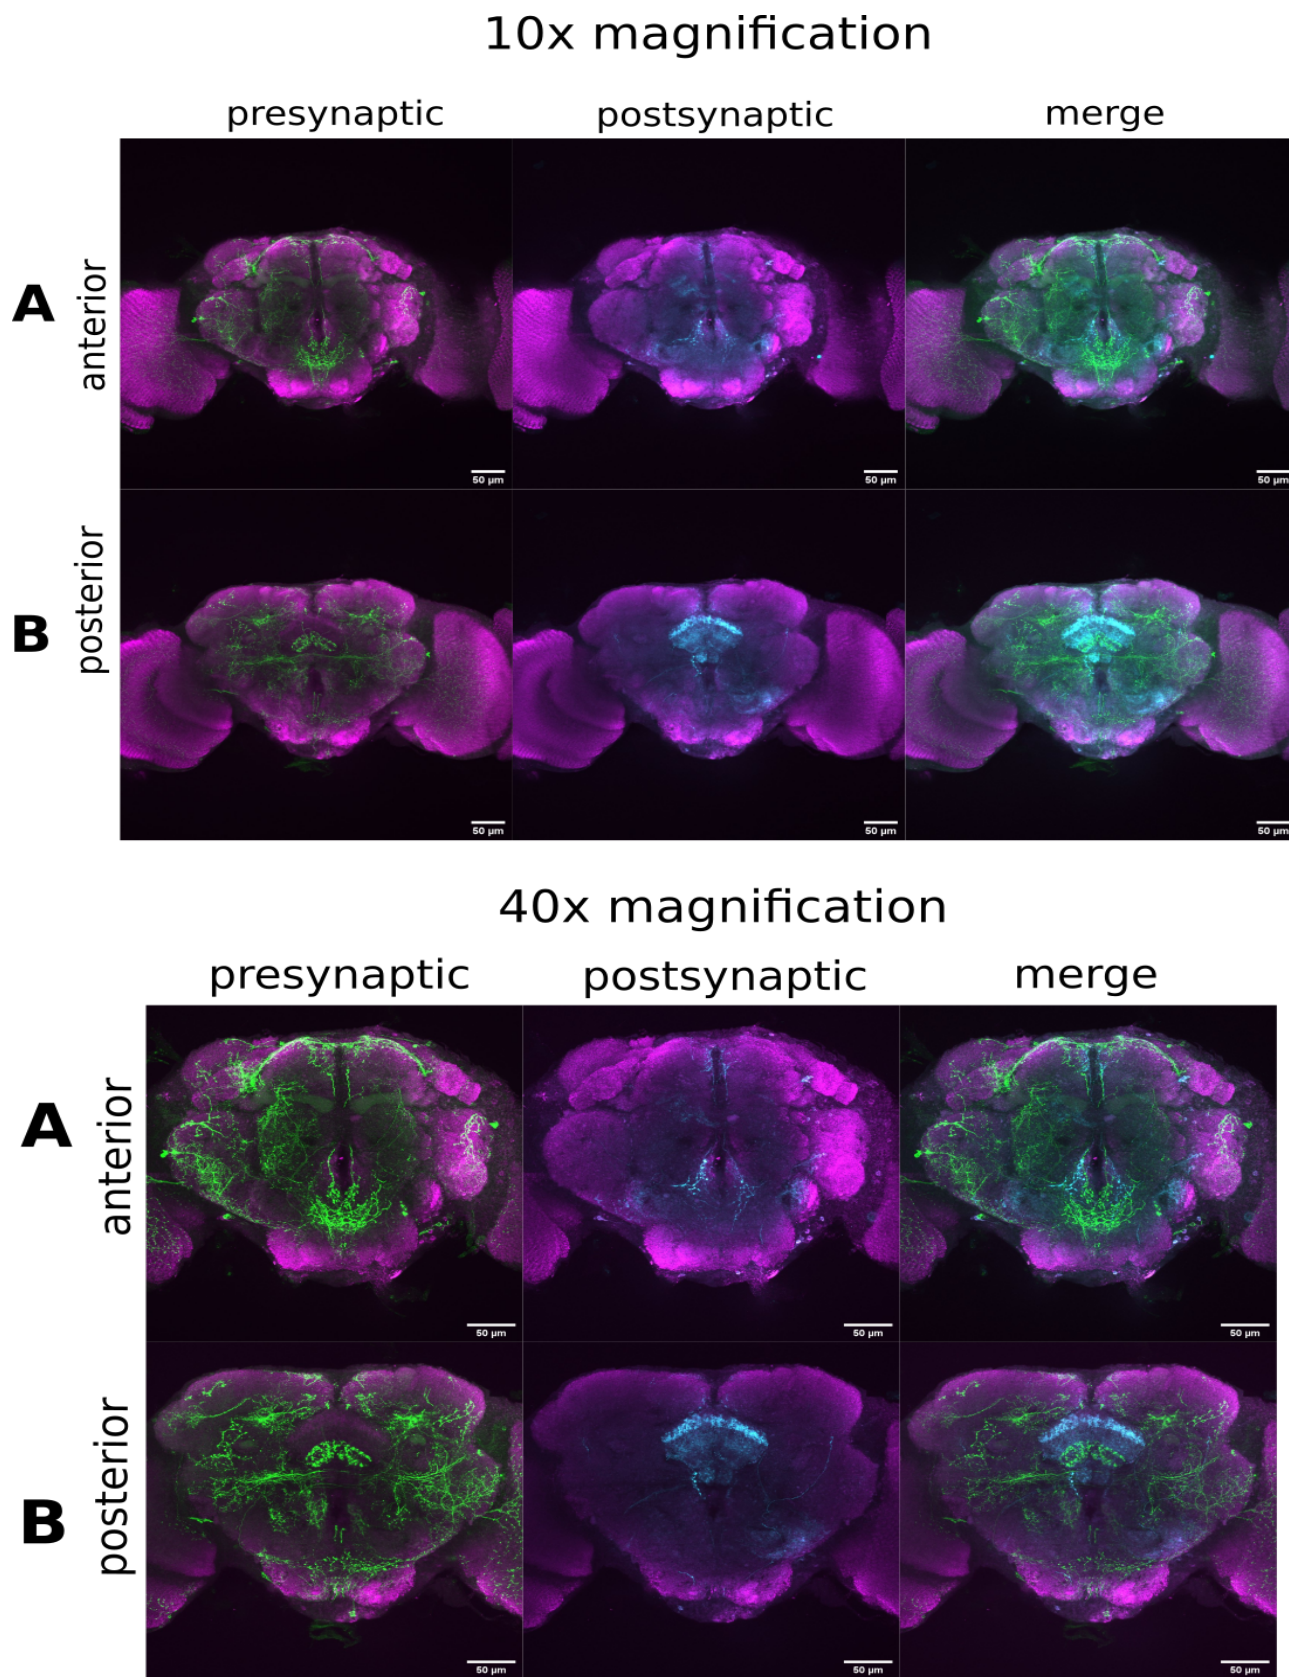 10x magnification
presynaptic postsynaptic merge
A anterior
50 µm 50 µm 50 µm
B posterior
50 µm 50 µm 50 µm
40x magnification
presynaptic postsynaptic merge
A anterior
50 µm 50 µm 50 µm
B posterior
50 µm 50 µm 50 µm